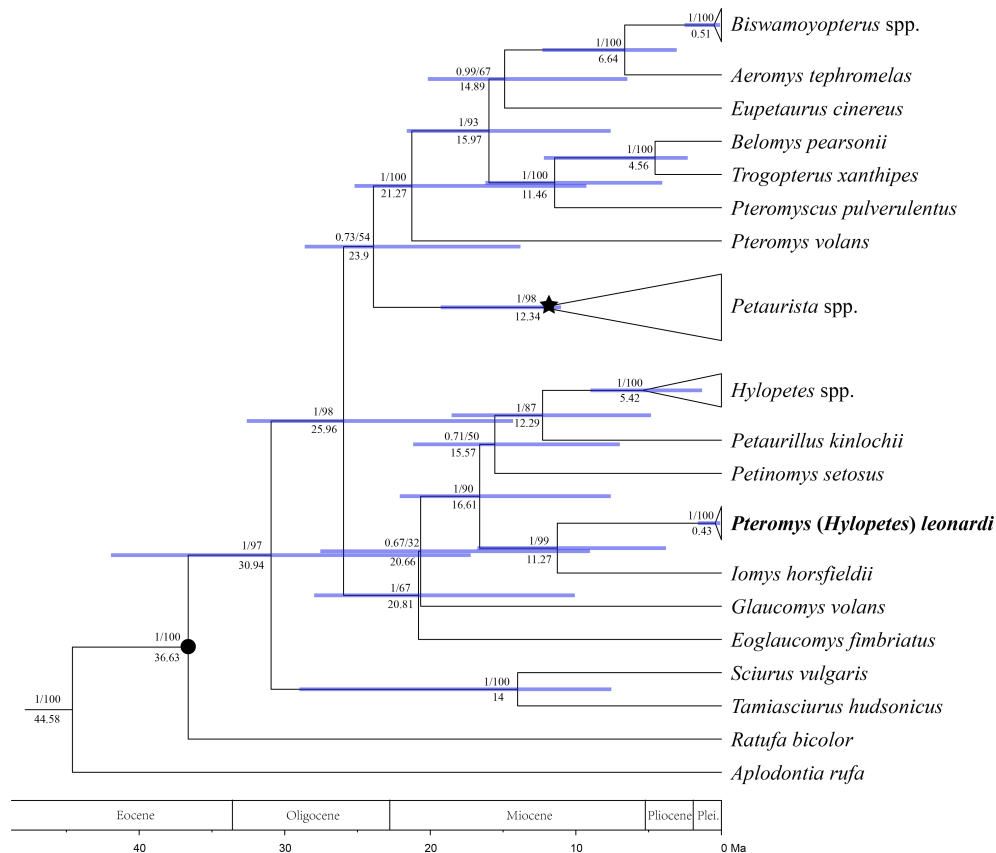 1/100
0.51
Biswamoyopterus spp.
1/100
6.64
Aeromys tephromelas
0.99/67
14.89
Eupetaurus cinereus
1/93
15.97
Belomys pearsonii
1/100
4.56
Trogopterus xanthipes
1/100
11.46
Pteromyscus pulverulentus
1/100
21.27
Pteromys volans
0.73/54
23.9
1/98
12.34
Petaurista spp.
1/100
5.42
Hylopetes spp.
1/87
12.29
Petaurillus kinlochii
1/98
25.96
0.71/50
15.57
Petinomys setosus
1/90
16.61
1/100
0.43
Pteromys (Hylopetes) leonardi
1/99
11.27
Iomys horsfieldii
0.67/32
20.66
1/97
30.94
Glaucomys volans
1/67
20.81
Eoglaucomys fimbriatus
1/100
36.63
Sciurus vulgaris
1/100
14
Tamiasciurus hudsonicus
1/100
44.58
Ratufa bicolor
Aplodontia rufa
Eocene Oligocene Miocene Pliocene Plei.
40 30 20 10 0 Ma